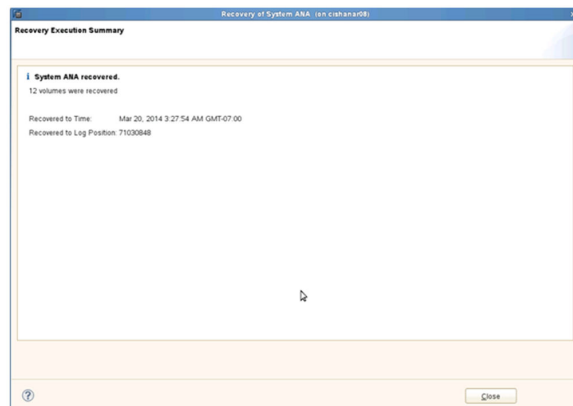 Recovery of System ANA (on cishanar08)
Recovery Execution Summary
System ANA recovered.
12 volumes were recovered
Recovered to Time: Mar 20, 2014 3:27:54 AM GMT-07:00
Recovered to Log Position: 71030848
Close